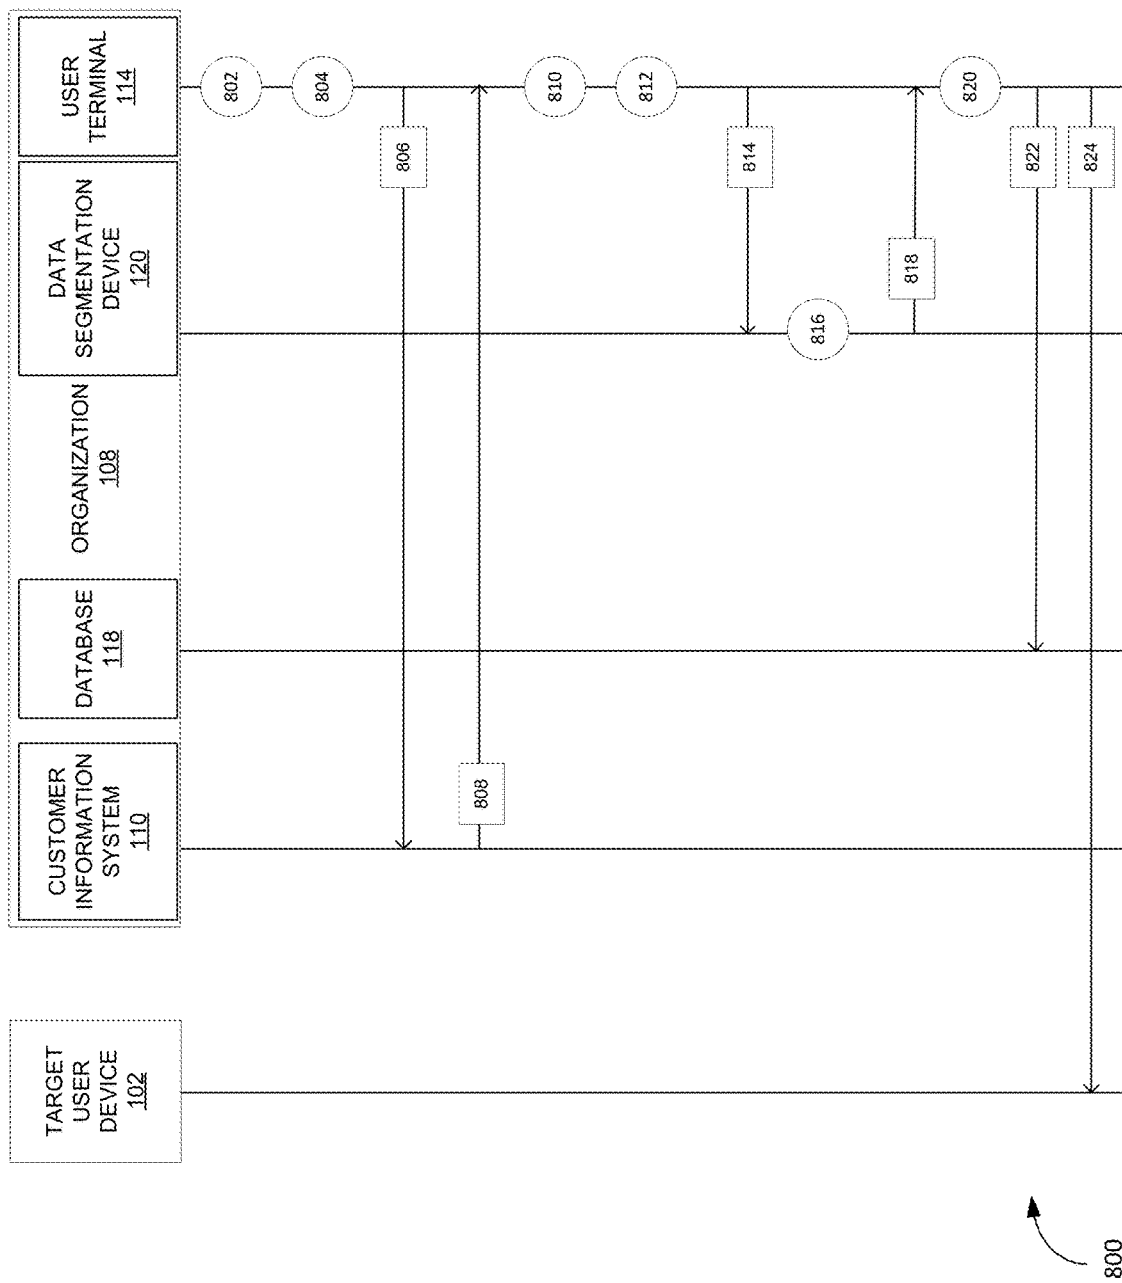 TARGET
USER
DEVICE
102
CUSTOMER
INFORMATION
SYSTEM
110
DATABASE
118
ORGANIZATION
108
DATA
SEGMENTATION
DEVICE
120
USER
TERMINAL
114
802
804
806
808
810
812
814
816
818
820
822
824
800